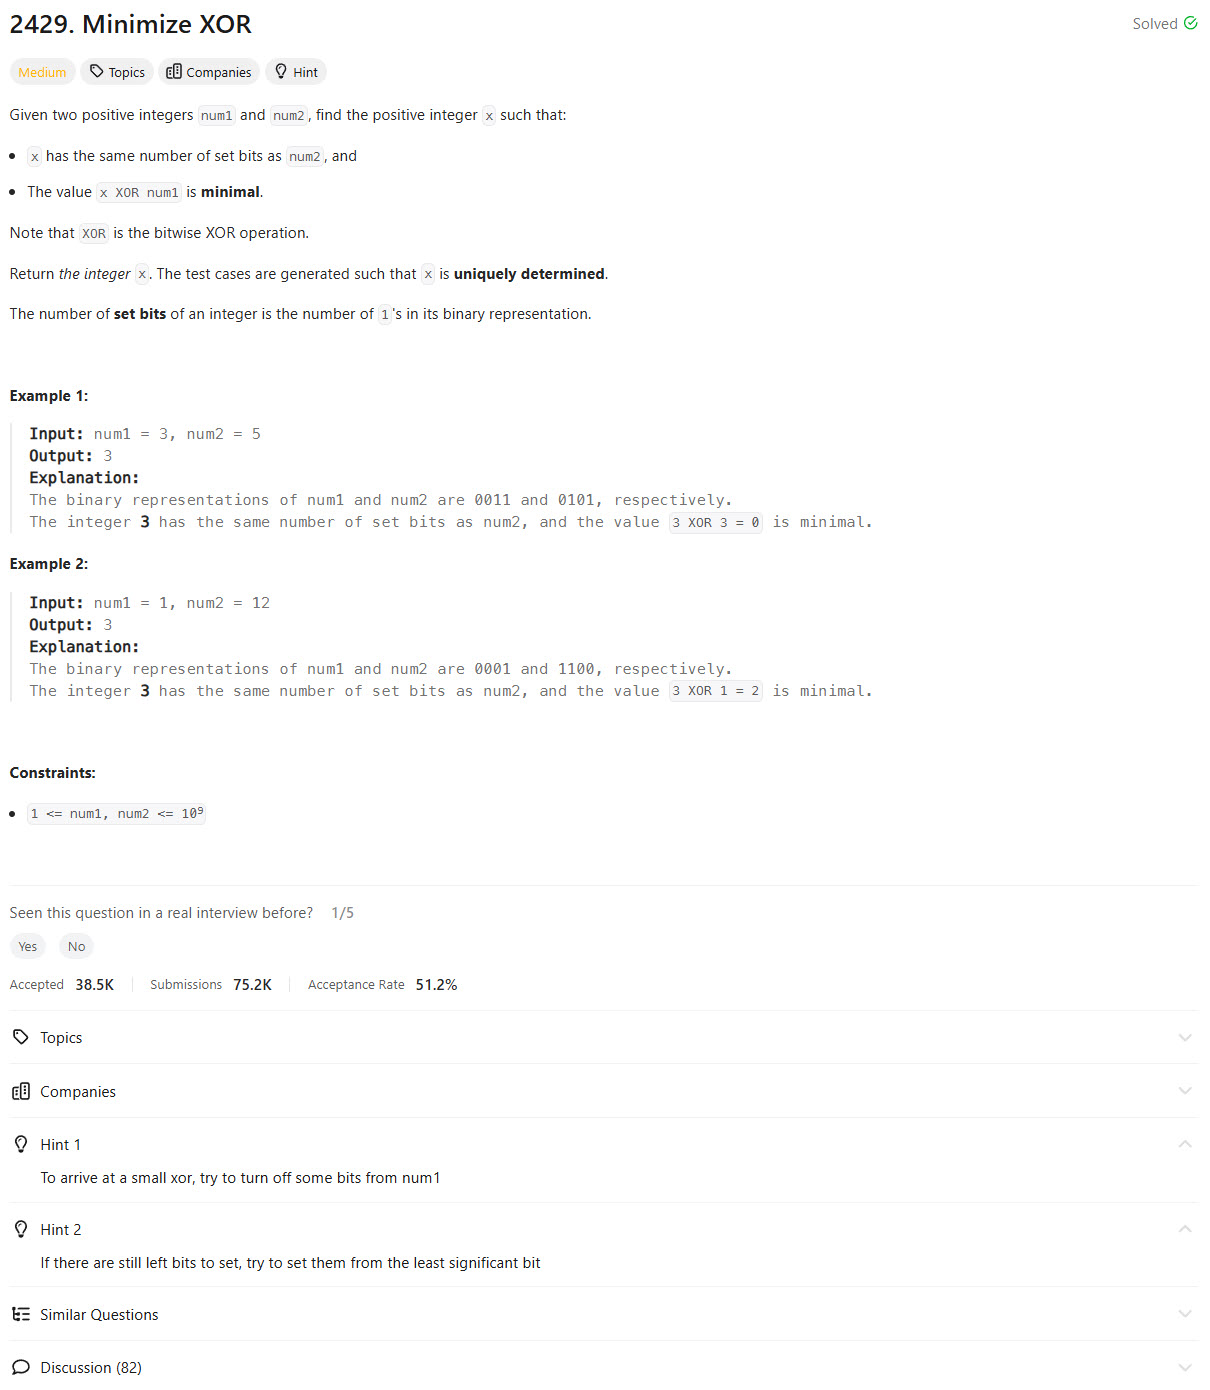 2429. Minimize XOR
Solved
Medium
Topics
Companies
Hint
Given two positive integers num1 and num2, find the positive integer x such that:
• x has the same number of set bits as num2, and
• The value x XOR num1 is minimal.
Note that XOR is the bitwise XOR operation.
Return the integer x. The test cases are generated such that x is uniquely determined.
The number of set bits of an integer is the number of 1's in its binary representation.
Example 1:
Input: num1 = 3, num2 = 5
Output: 3
Explanation:
The binary representations of num1 and num2 are 0011 and 0101, respectively.
The integer 3 has the same number of set bits as num2, and the value 3 XOR 3 = 0 is minimal.
Example 2:
Input: num1 = 1, num2 = 12
Output: 3
Explanation:
The binary representations of num1 and num2 are 0001 and 1100, respectively.
The integer 3 has the same number of set bits as num2, and the value 3 XOR 1 = 2 is minimal.
Constraints:
• 1 <= num1, num2 <= 10⁹
Seen this question in a real interview before? 1/5
Yes No
Accepted 38.5K Submissions 75.2K Acceptance Rate 51.2%
Topics
Companies
Hint 1
To arrive at a small xor, try to turn off some bits from num1
Hint 2
If there are still left bits to set, try to set them from the least significant bit
Similar Questions
Discussion (82)